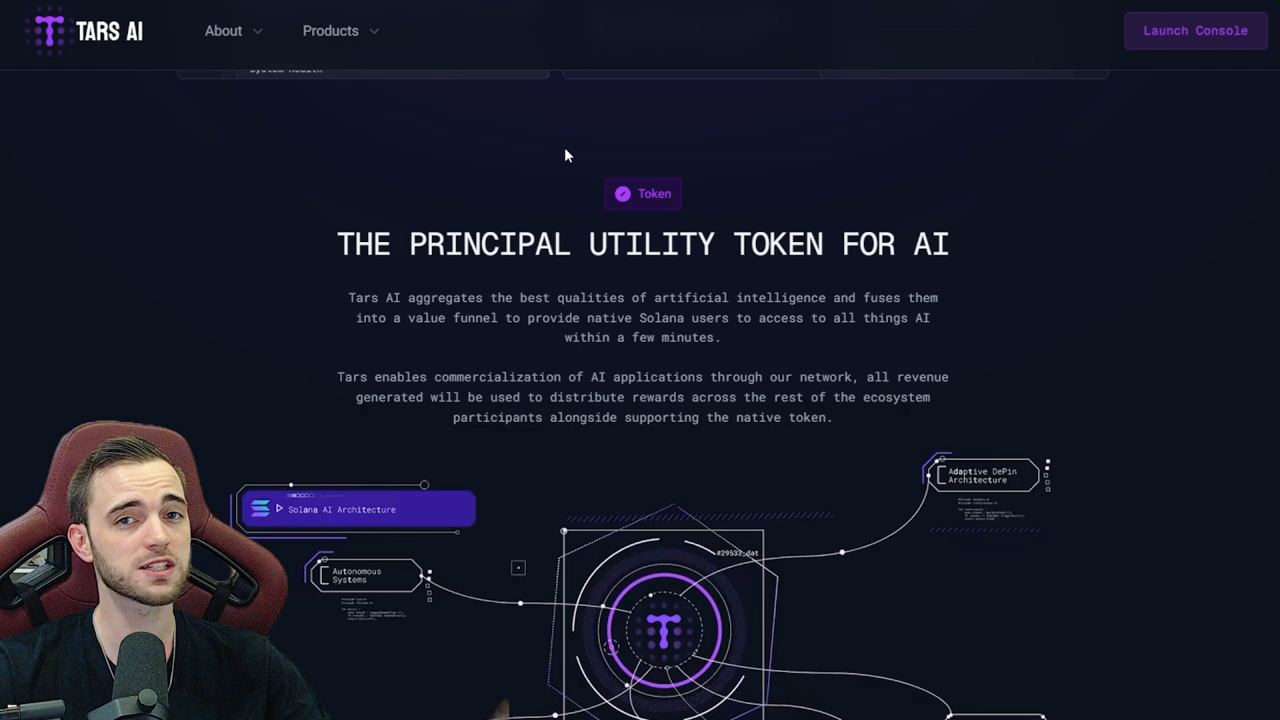 TARS AI
About
Products
Launch Console
System Health
Token
THE PRINCIPAL UTILITY TOKEN FOR AI
Tars AI aggregates the best qualities of artificial intelligence and fuses them
into a value funnel to provide native Solana users to access to all things AI
within a few minutes.
Tars enables commercialization of AI applications through our network, all revenue
generated will be used to distribute rewards across the rest of the ecosystem
participants alongside supporting the native token.
Adaptive DePin
Architecture
Solana AI Architecture
#29533.dat
Autonomous
Systems